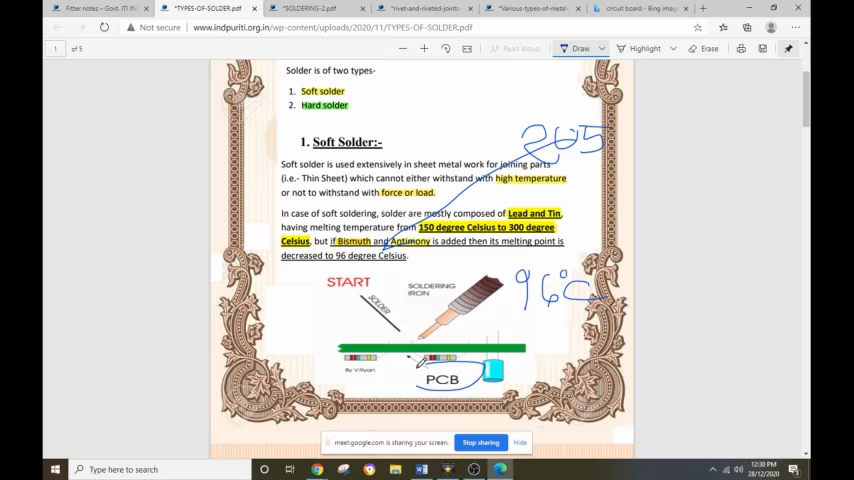 Fitter notes – Govt. ITI IN
*TYPES-OF-SOLDER.pdf
*SOLDERING-2.pdf
*rivet-and-riveted-joints-
*Various-types-of-metal-
circuit board - Bing imag
Not secure | www.indpuriti.org.in/wp-content/uploads/2020/11/TYPES-OF-SOLDER.pdf
1 of 5
Read aloud
Draw
Highlight
Erase
Solder is of two types-
1. Soft solder
2. Hard solder
1. Soft Solder:-
205
Soft solder is used extensively in sheet metal work for joining parts
(i.e.- Thin Sheet) which cannot either withstand with high temperature
or not to withstand with force or load.
In case of soft soldering, solder are mostly composed of Lead and Tin,
having melting temperature from 150 degree Celsius to 300 degree
Celsius, but if Bismuth and Antimony is added then its melting point is
decreased to 96 degree Celsius.
96°C
START
SOLDERING
IRON
SOLDER
By V.Ryan
PCB
meet.google.com is sharing your screen.
Stop sharing
Hide
Type here to search
12:30 PM
28/12/2020